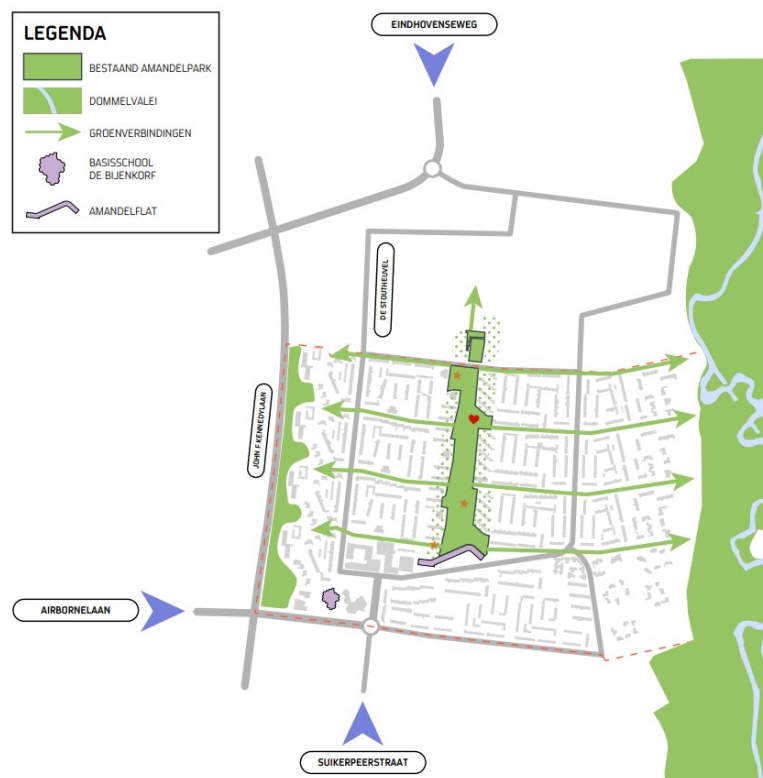 EINDHOVENSEWEG
LEGENDA
BESTAAND AMANDELPARK
DOMMELVALEI
GROENVERBINDINGEN
BASISSCHOOL
DE BIJENKORF
AMANDELFLAT
DE STOUTHEUVEL
JOHN F KENNEDYLAAN
AIRBORNELAAN
SUIKERPEERSTRAAT